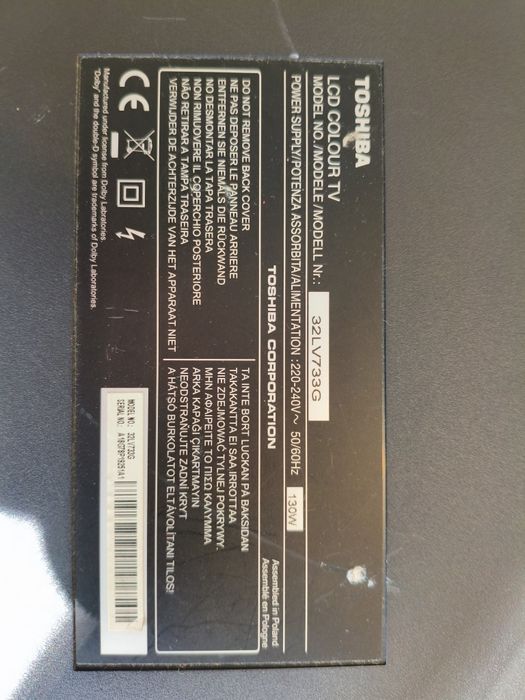 TOSHIBA
LCD COLOUR TV
MODEL NO./MODELE/MODELL Nr.: 32LV733G
POWER SUPPLY/POTENZA ASSORBITA/ALIMENTATION :220-240V~ 50/60Hz 130W
TOSHIBA CORPORATION
Assembled in Poland
Assemblé en Pologne
DO NOT REMOVE BACK COVER
NE PAS DEPOSER LE PANNEAU ARRIERE
ENTFERNEN SIE NIEMALS DIE RÜCKWAND
NO DESMONTAR LA TAPA TRASERA
NON RIMUOVERE IL COPERCHIO POSTERIORE
NÃO RETIRAR A TAMPA TRASEIRA
VERWIJDER DE ACHTERZIJDE VAN HET APPARAAT NIET
TA INTE BORT LUCKAN PÅ BAKSIDAN
TAKAKANTTA EI SAA IRROTTAA
NIE ZDEJMOWAĆ TYLNEJ POKRYWY.
ΜΗΝ ΑΦΑΙΡΕΙΤΕ ΤΟ ΠΙΣΩ ΚΑΛΥΜΜΑ
ARKA KAPAĞI ÇIKARTMAYIN
NEODSTRAŇUJTE ZADNÍ KRYT
A HÁTSÓ BURKOLATOT ELTÁVOLÍTANI TILOS!
CE
Manufactured under license from Dolby Laboratories.
"Dolby" and the double-D symbol are trademarks of Dolby Laboratories.
MODEL NO.: 32LV733G
SERIAL NO.: